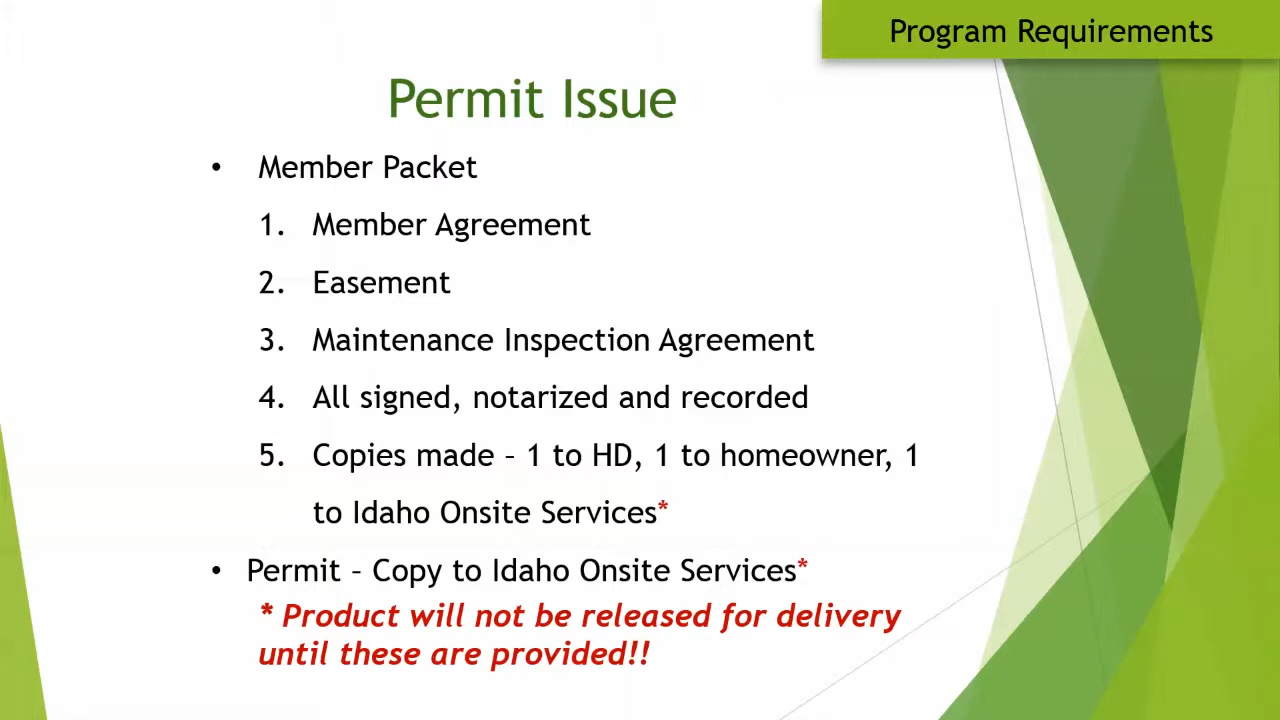 Program Requirements
Permit Issue
• Member Packet
1. Member Agreement
2. Easement
3. Maintenance Inspection Agreement
4. All signed, notarized and recorded
5. Copies made – 1 to HD, 1 to homeowner, 1
to Idaho Onsite Services*
• Permit – Copy to Idaho Onsite Services*
* Product will not be released for delivery
until these are provided!!